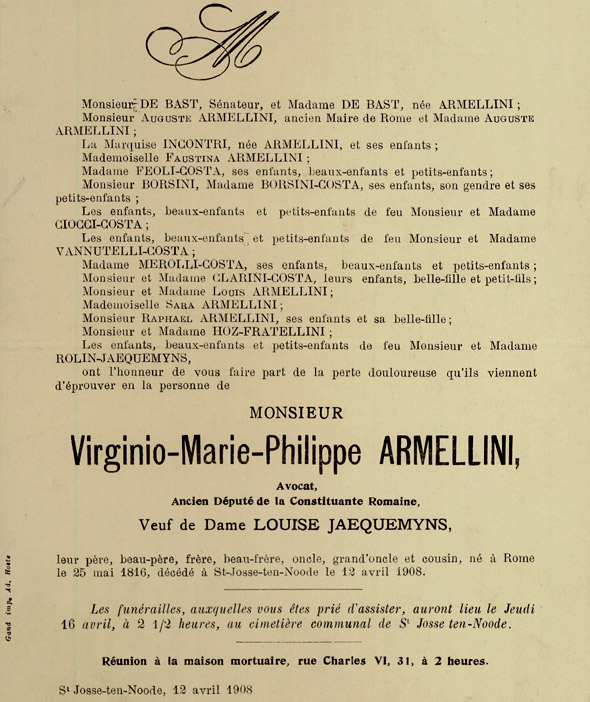 A
Monsieur DE BAST, Sénateur, et Madame DE BAST, née ARMELLINI ;
Monsieur AUGUSTE ARMELLINI, ancien Maire de Rome et Madame AUGUSTE
ARMELLINI ;
La Marquise INCONTRI, née ARMELLINI, et ses enfants ;
Mademoiselle FAUSTINA ARMELLINI ;
Madame FEOLI-COSTA, ses enfants, beaux-enfants et petits-enfants ;
Monsieur BORSINI, Madame BORSINI-COSTA, ses enfants, son gendre et ses
petits-enfants ;
Les enfants, beaux-enfants et petits-enfants de feu Monsieur et Madame
CIOCCI-COSTA ;
Les enfants, beaux-enfants et petits-enfants de feu Monsieur et Madame
VANNUTELLI-COSTA ;
Madame MEROLLI-COSTA, ses enfants, beaux-enfants et petits-enfants ;
Monsieur et Madame CLARINI-COSTA, leurs enfants, belle-fille et petit-fils ;
Monsieur et Madame LOUIS ARMELLINI ;
Mademoiselle SARA ARMELLINI ;
Monsieur RAPHAEL ARMELLINI, ses enfants et sa belle-fille ;
Monsieur et Madame HOZ-FRATELLINI ;
Les enfants, beaux-enfants et petits-enfants de feu Monsieur et Madame
ROLIN-JAEQUEMYNS,
ont l'honneur de vous faire part de la perte douloureuse qu'ils viennent
d'éprouver en la personne de
MONSIEUR
Virginio-Marie-Philippe ARMELLINI,
Avocat,
Ancien Député de la Constituante Romaine,
Veuf de Dame LOUISE JAEQUEMYNS,
leur père, beau-père, frère, beau-frère, oncle, grand'oncle et cousin, né à Rome
le 25 mai 1816, décédé à St-Josse-ten-Noode le 12 avril 1908.
Les funérailles, auxquelles vous êtes prié d'assister, auront lieu le Jeudi
16 avril, à 2 1/2 heures, au cimetière communal de St Josse ten-Noode.
Réunion à la maison mortuaire, rue Charles VI, 31, à 2 heures.
St Josse-ten-Noode, 12 avril 1908
Gand imp. Ad. Hoste